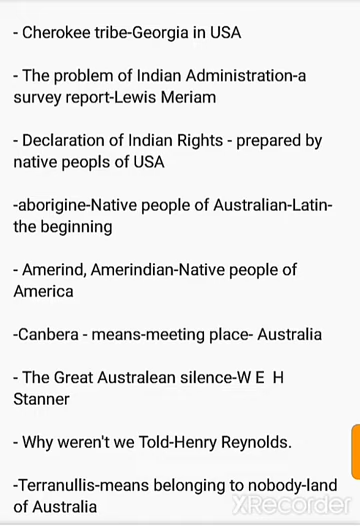 - Cherokee tribe-Georgia in USA
- The problem of Indian Administration-a
survey report-Lewis Meriam
- Declaration of Indian Rights - prepared by
native peopls of USA
-aborigine-Native people of Australian-Latin-
the beginning
- Amerind, Amerindian-Native people of
America
-Canbera - means-meeting place- Australia
- The Great Australean silence-W E  H
Stanner
- Why weren't we Told-Henry Reynolds.
-Terranullis-means belonging to nobody-land
of Australia
XRecorder